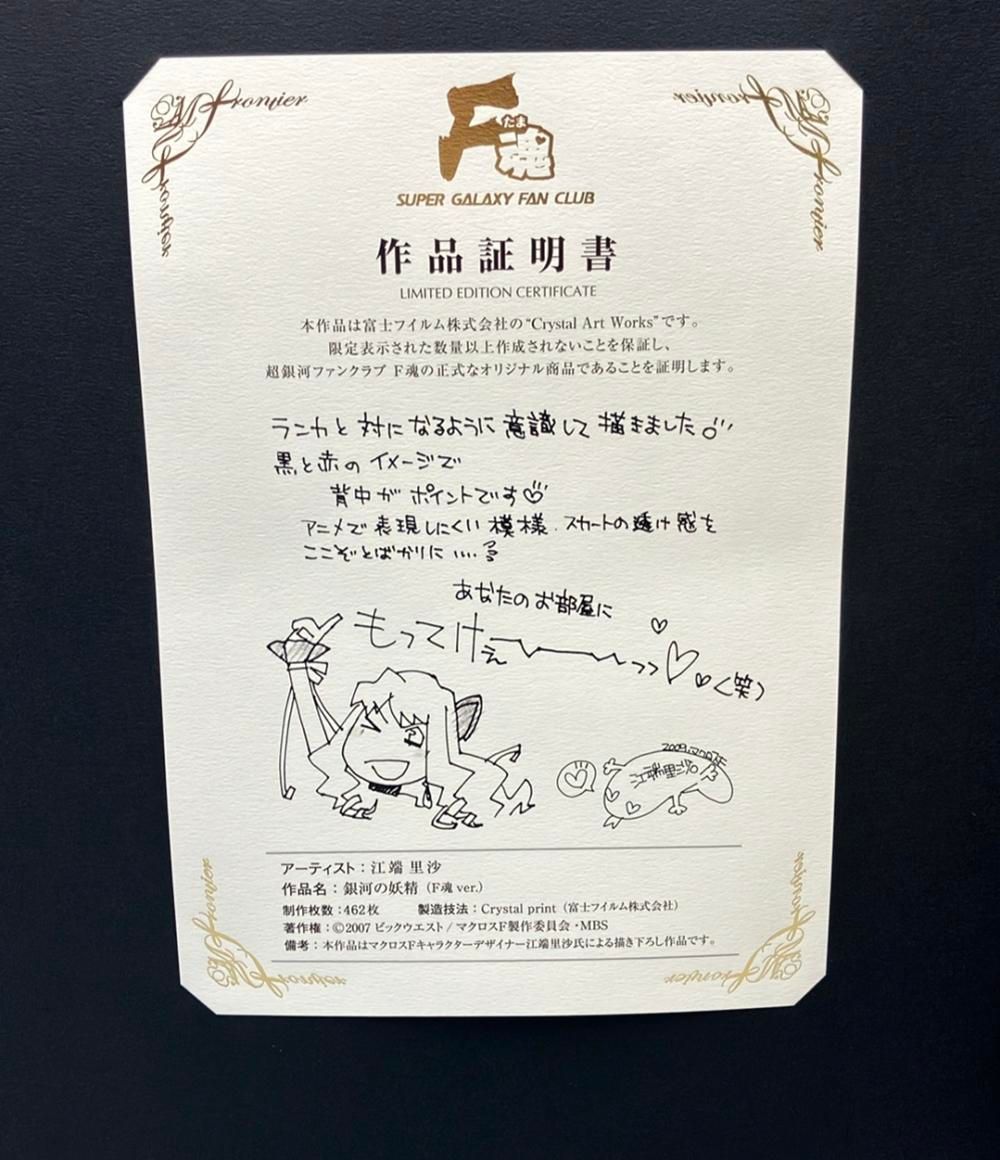 Frontier
Frontier
Frontier
Frontier
F
たま
魂
SUPER GALAXY FAN CLUB
作品証明書
LIMITED EDITION CERTIFICATE
本作品は富士フイルム株式会社の“Crystal Art Works”です。
限定表示された数量以上作成されないことを保証し、
超銀河ファンクラブ F魂の正式なオリジナル商品であることを証明します。
ランカと対になるように意識して描きました
黒と赤のイメージで
背中がポイントです♡
アニメで表現しにくい模様、スカートの透け感を
ここぞとばかりに....
あなたのお部屋に
もってけぇーーっっ♡♡(笑)
江端里沙
アーティスト：江端 里沙
作品名：銀河の妖精（F魂 ver.）
制作枚数：462枚 製造技法：Crystal print（富士フイルム株式会社）
著作権：©2007 ビックウエスト / マクロスF製作委員会・MBS
備考：本作品はマクロスFキャラクターデザイナー江端里沙氏による描き下ろし作品です。
Frontier
Frontier
Frontier
Frontier